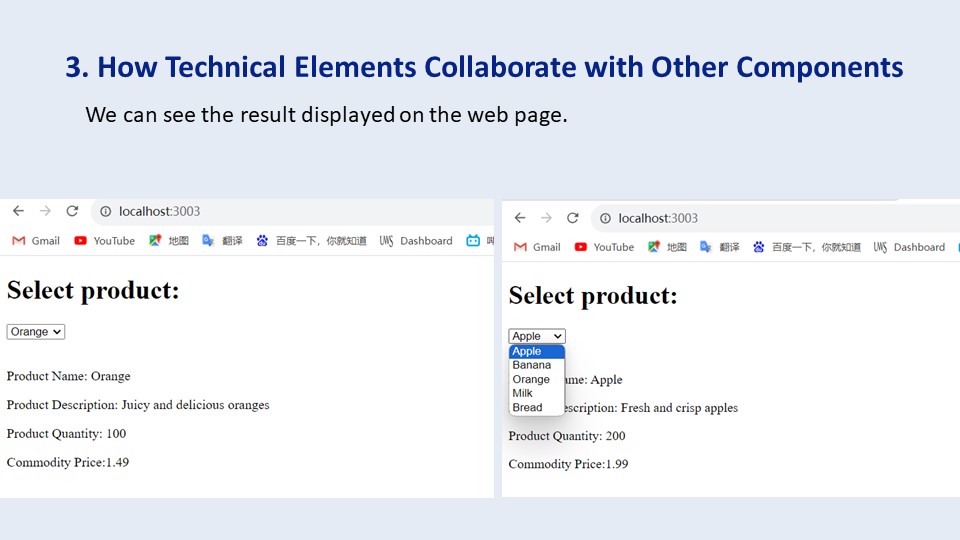 3. How Technical Elements Collaborate with Other Components
We can see the result displayed on the web page.
localhost:3003
Gmail YouTube 地图 翻译 百度一下，你就知道 Dashboard
Select product:
Orange
Product Name: Orange
Product Description: Juicy and delicious oranges
Product Quantity: 100
Commodity Price:1.49
localhost:3003
Gmail YouTube 地图 翻译 百度一下，你就知道 Dashboard
Select product:
Apple
Apple
Banana
Orange
Milk
Bread
ame: Apple
escription: Fresh and crisp apples
Product Quantity: 200
Commodity Price:1.99